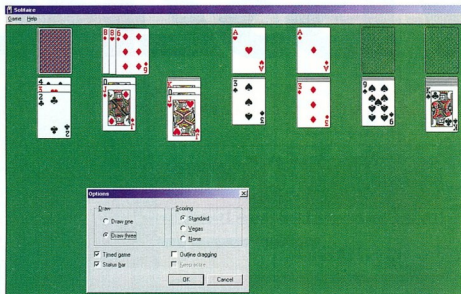 Solitaire
Game Help
Options
Draw
Draw one
Draw three
Scoring
Standard
Vegas
None
Timed game
Status bar
Outline dragging
OK
Cancel